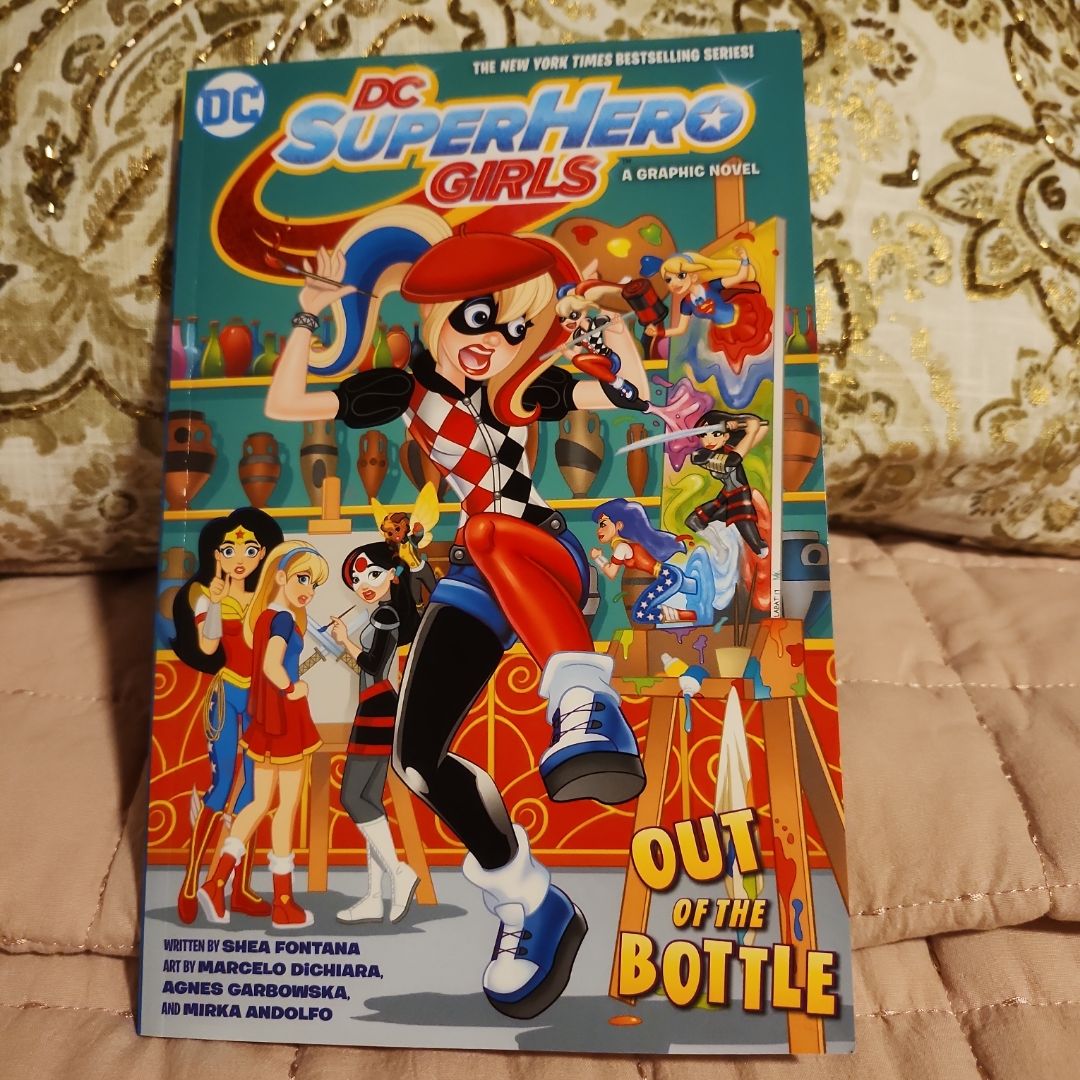 THE NEW YORK TIMES BESTSELLING SERIES!
DC
DC
SUPERHERO
GIRLS™
A GRAPHIC NOVEL
OUT
OF THE
BOTTLE
WRITTEN BY SHEA FONTANA
ART BY MARCELO DiCHIARA,
AGNES GARBOWSKA,
AND MIRKA ANDOLFO